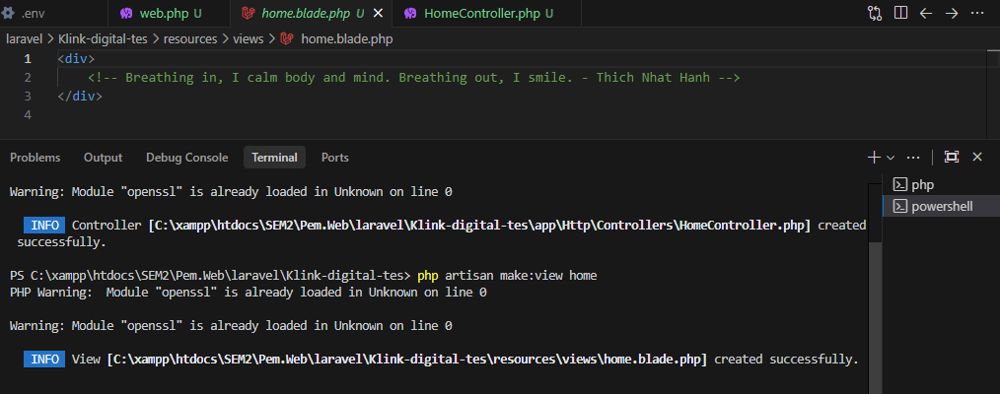 .env
web.php U
home.blade.php U
HomeController.php U
laravel > Klink-digital-tes > resources > views > home.blade.php
1 <div>
2 <!-- Breathing in, I calm body and mind. Breathing out, I smile. - Thich Nhat Hanh -->
3 </div>
4
Problems Output Debug Console Terminal Ports
php
powershell
Warning: Module "openssl" is already loaded in Unknown on line 0
INFO Controller [C:\xampp\htdocs\SEM2\Pem.Web\laravel\Klink-digital-tes\app\Http\Controllers\HomeController.php] created
successfully.
PS C:\xampp\htdocs\SEM2\Pem.Web\laravel\Klink-digital-tes> php artisan make:view home
PHP Warning:  Module "openssl" is already loaded in Unknown on line 0
Warning: Module "openssl" is already loaded in Unknown on line 0
INFO View [C:\xampp\htdocs\SEM2\Pem.Web\laravel\Klink-digital-tes\resources\views\home.blade.php] created successfully.